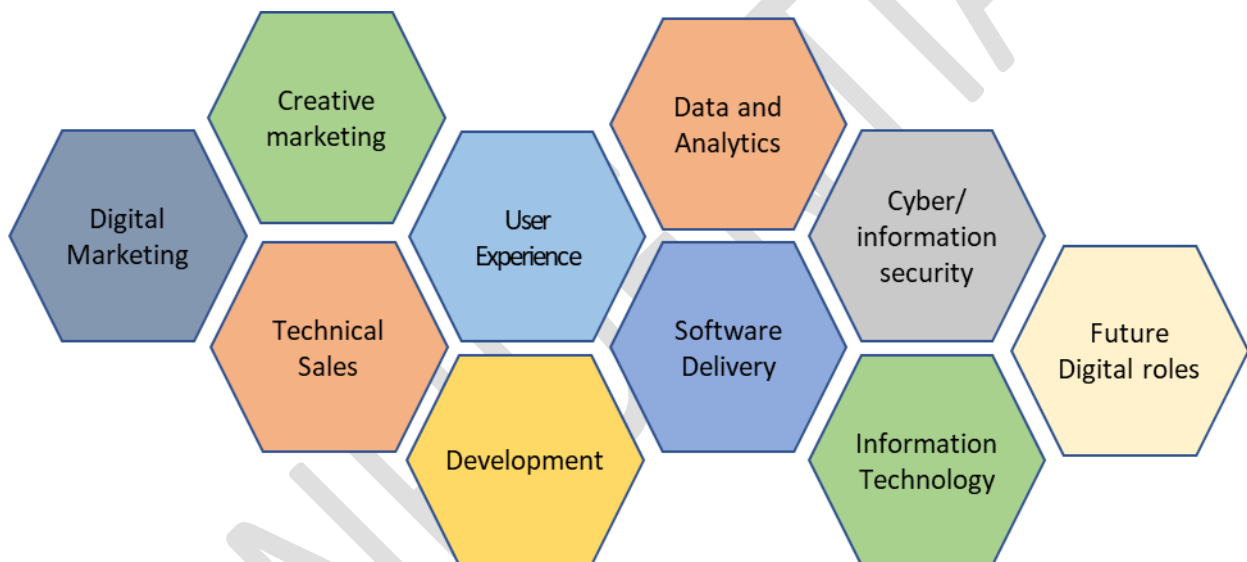 Creative
marketing
Data and
Analytics
Digital
Marketing
User
Experience
Cyber/
information
security
Technical
Sales
Software
Delivery
Future
Digital roles
Development
Information
Technology